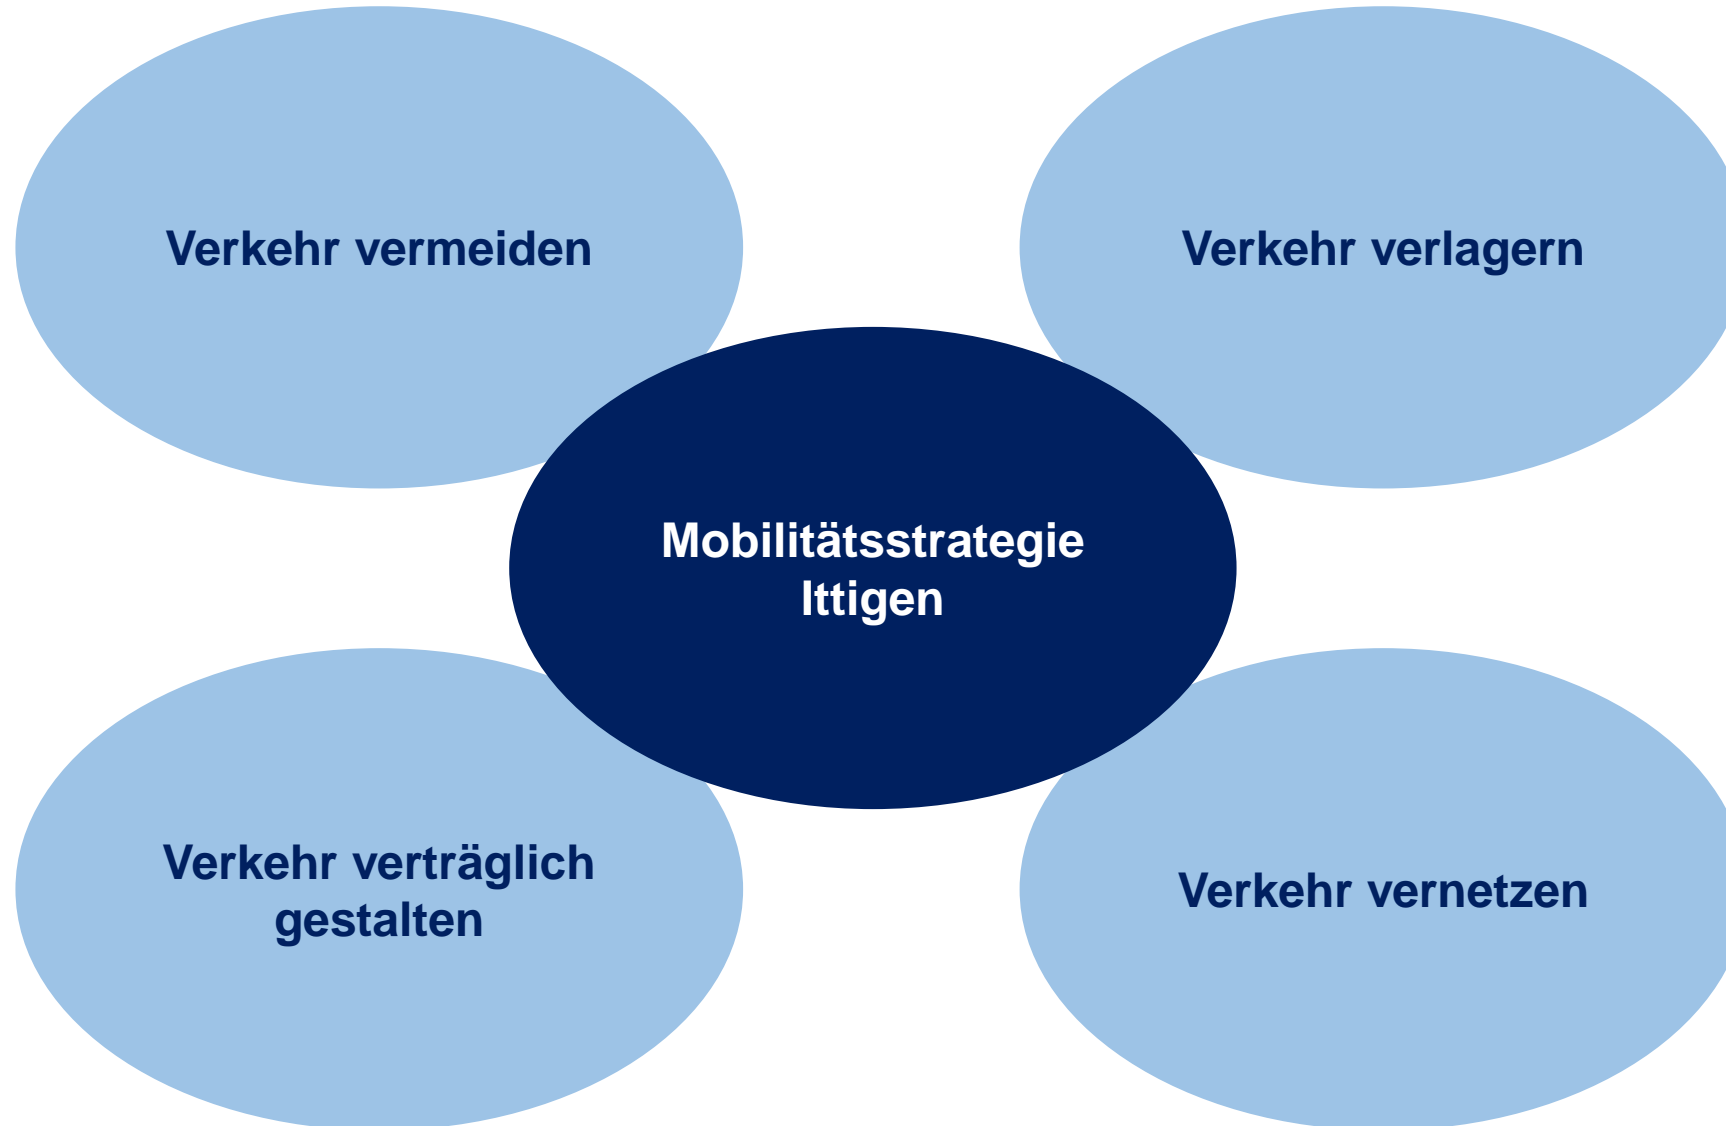 Verkehr vermeiden
Verkehr verlagern
Mobilitätsstrategie
Ittigen
Verkehr verträglich
gestalten
Verkehr vernetzen